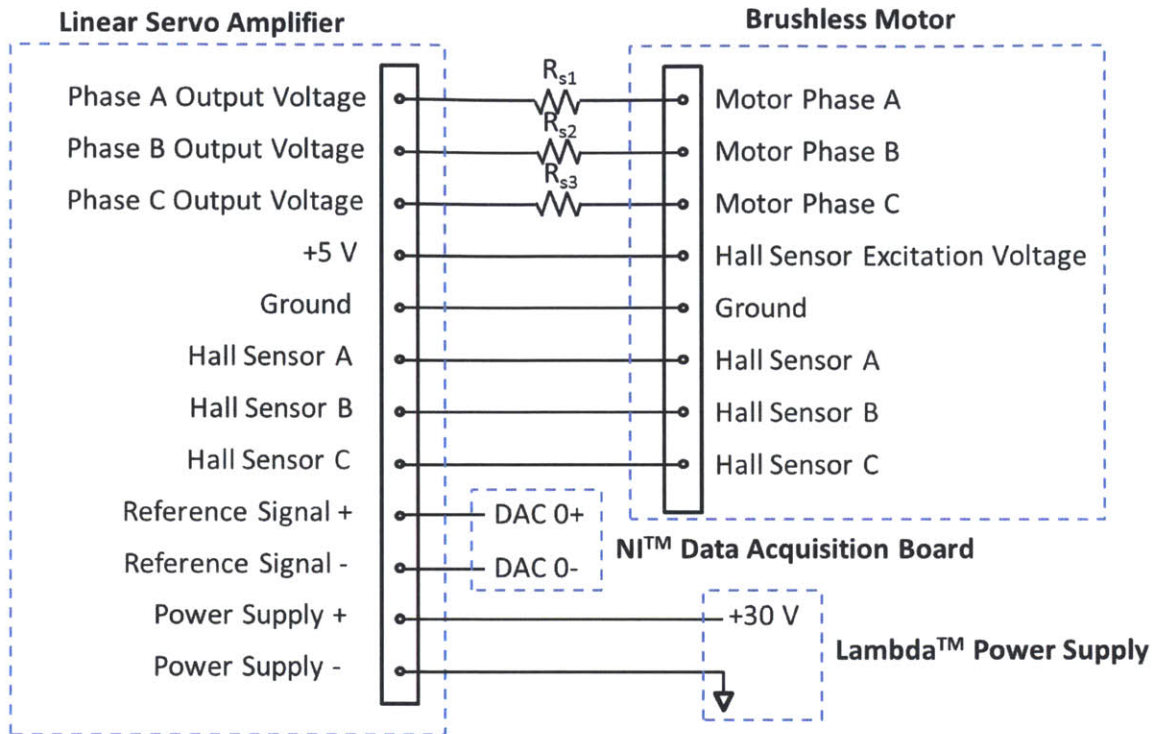 Linear Servo Amplifier
Brushless Motor
Phase A Output Voltage
R_s1
Motor Phase A
Phase B Output Voltage
R_s2
Motor Phase B
Phase C Output Voltage
R_s3
Motor Phase C
+5 V
Hall Sensor Excitation Voltage
Ground
Ground
Hall Sensor A
Hall Sensor A
Hall Sensor B
Hall Sensor B
Hall Sensor C
Hall Sensor C
Reference Signal +
DAC 0+
NI™ Data Acquisition Board
Reference Signal -
DAC 0-
Power Supply +
+30 V
Lambda™ Power Supply
Power Supply -